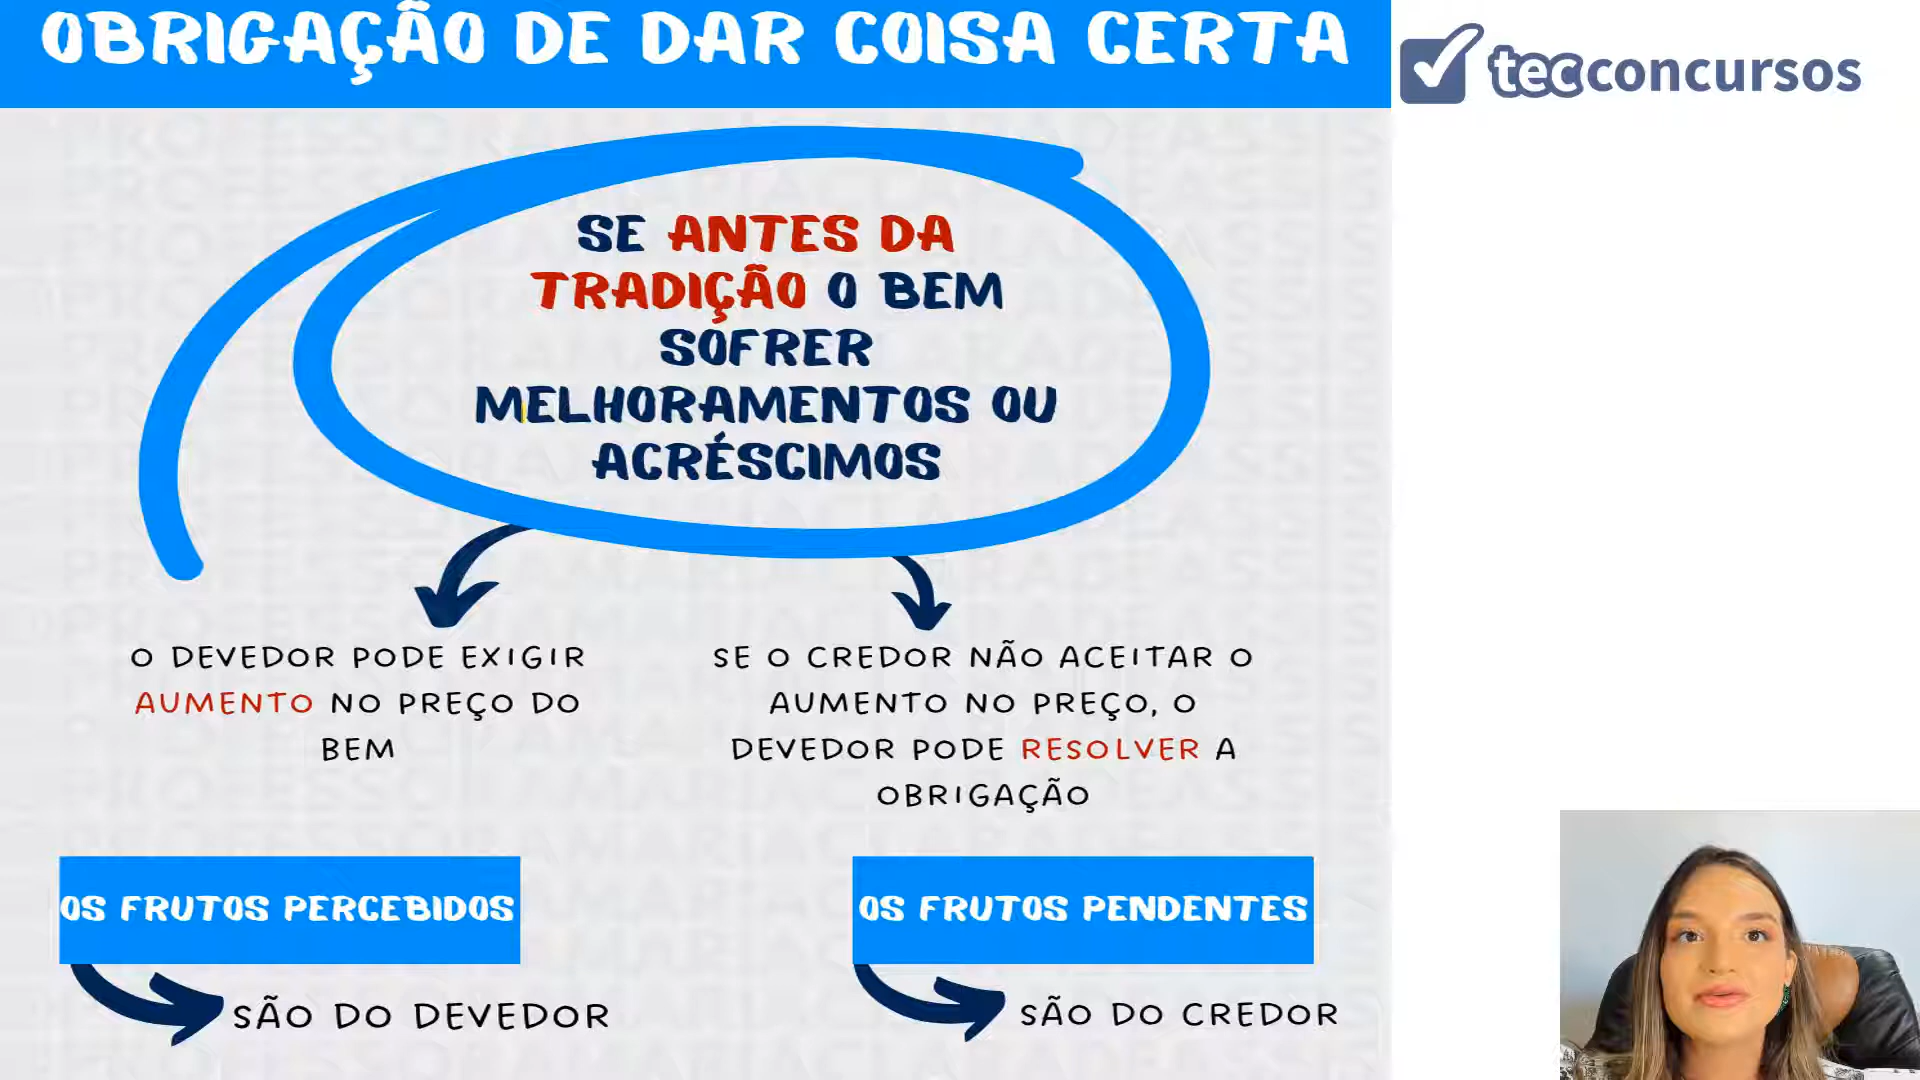 OBRIGAÇÃO DE DAR COISA CERTA
tecconcursos
SE ANTES DA
TRADIÇÃO O BEM
SOFRER
MELHORAMENTOS OU
ACRÉSCIMOS
O DEVEDOR PODE EXIGIR
AUMENTO NO PREÇO DO
BEM
SE O CREDOR NÃO ACEITAR O
AUMENTO NO PREÇO, O
DEVEDOR PODE RESOLVER A
OBRIGAÇÃO
OS FRUTOS PERCEBIDOS
SÃO DO DEVEDOR
OS FRUTOS PENDENTES
SÃO DO CREDOR